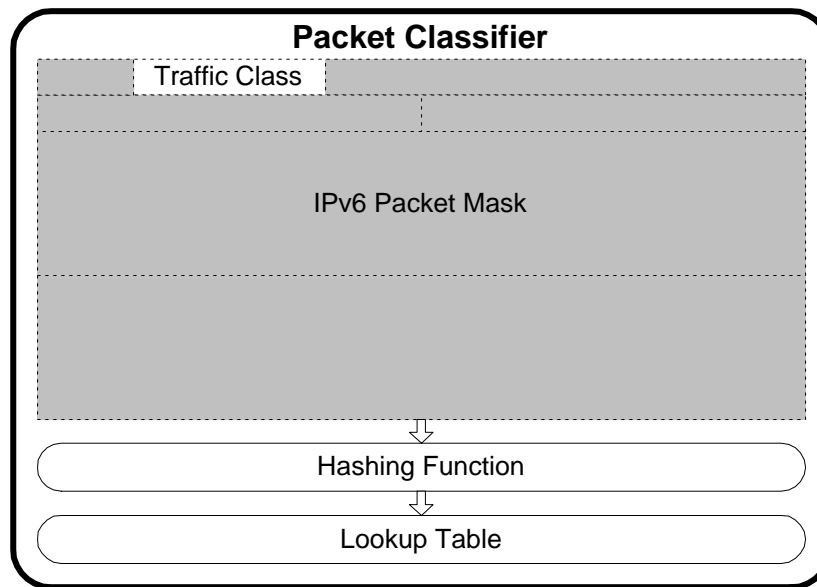 Packet Classifier
Traffic Class
IPv6 Packet Mask
Hashing Function
Lookup Table